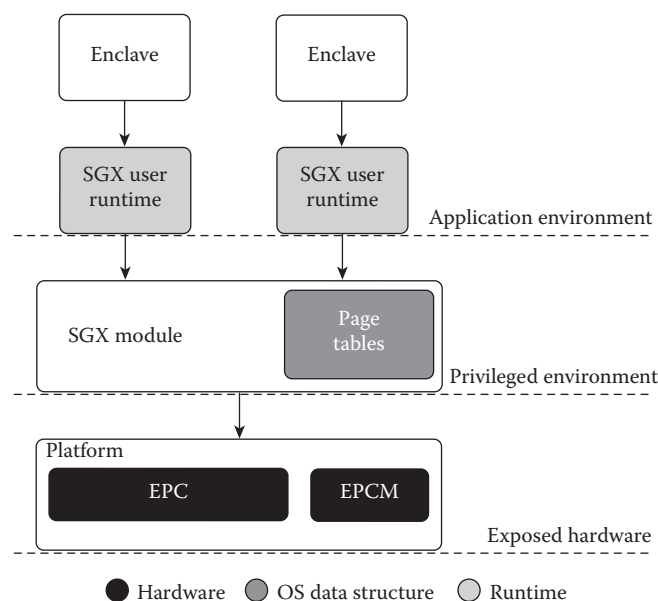 Enclave
Enclave
SGX user
runtime
SGX user
runtime
Application environment
SGX module
Page
tables
Privileged environment
Platform
EPC
EPCM
Exposed hardware
Hardware
OS data structure
Runtime